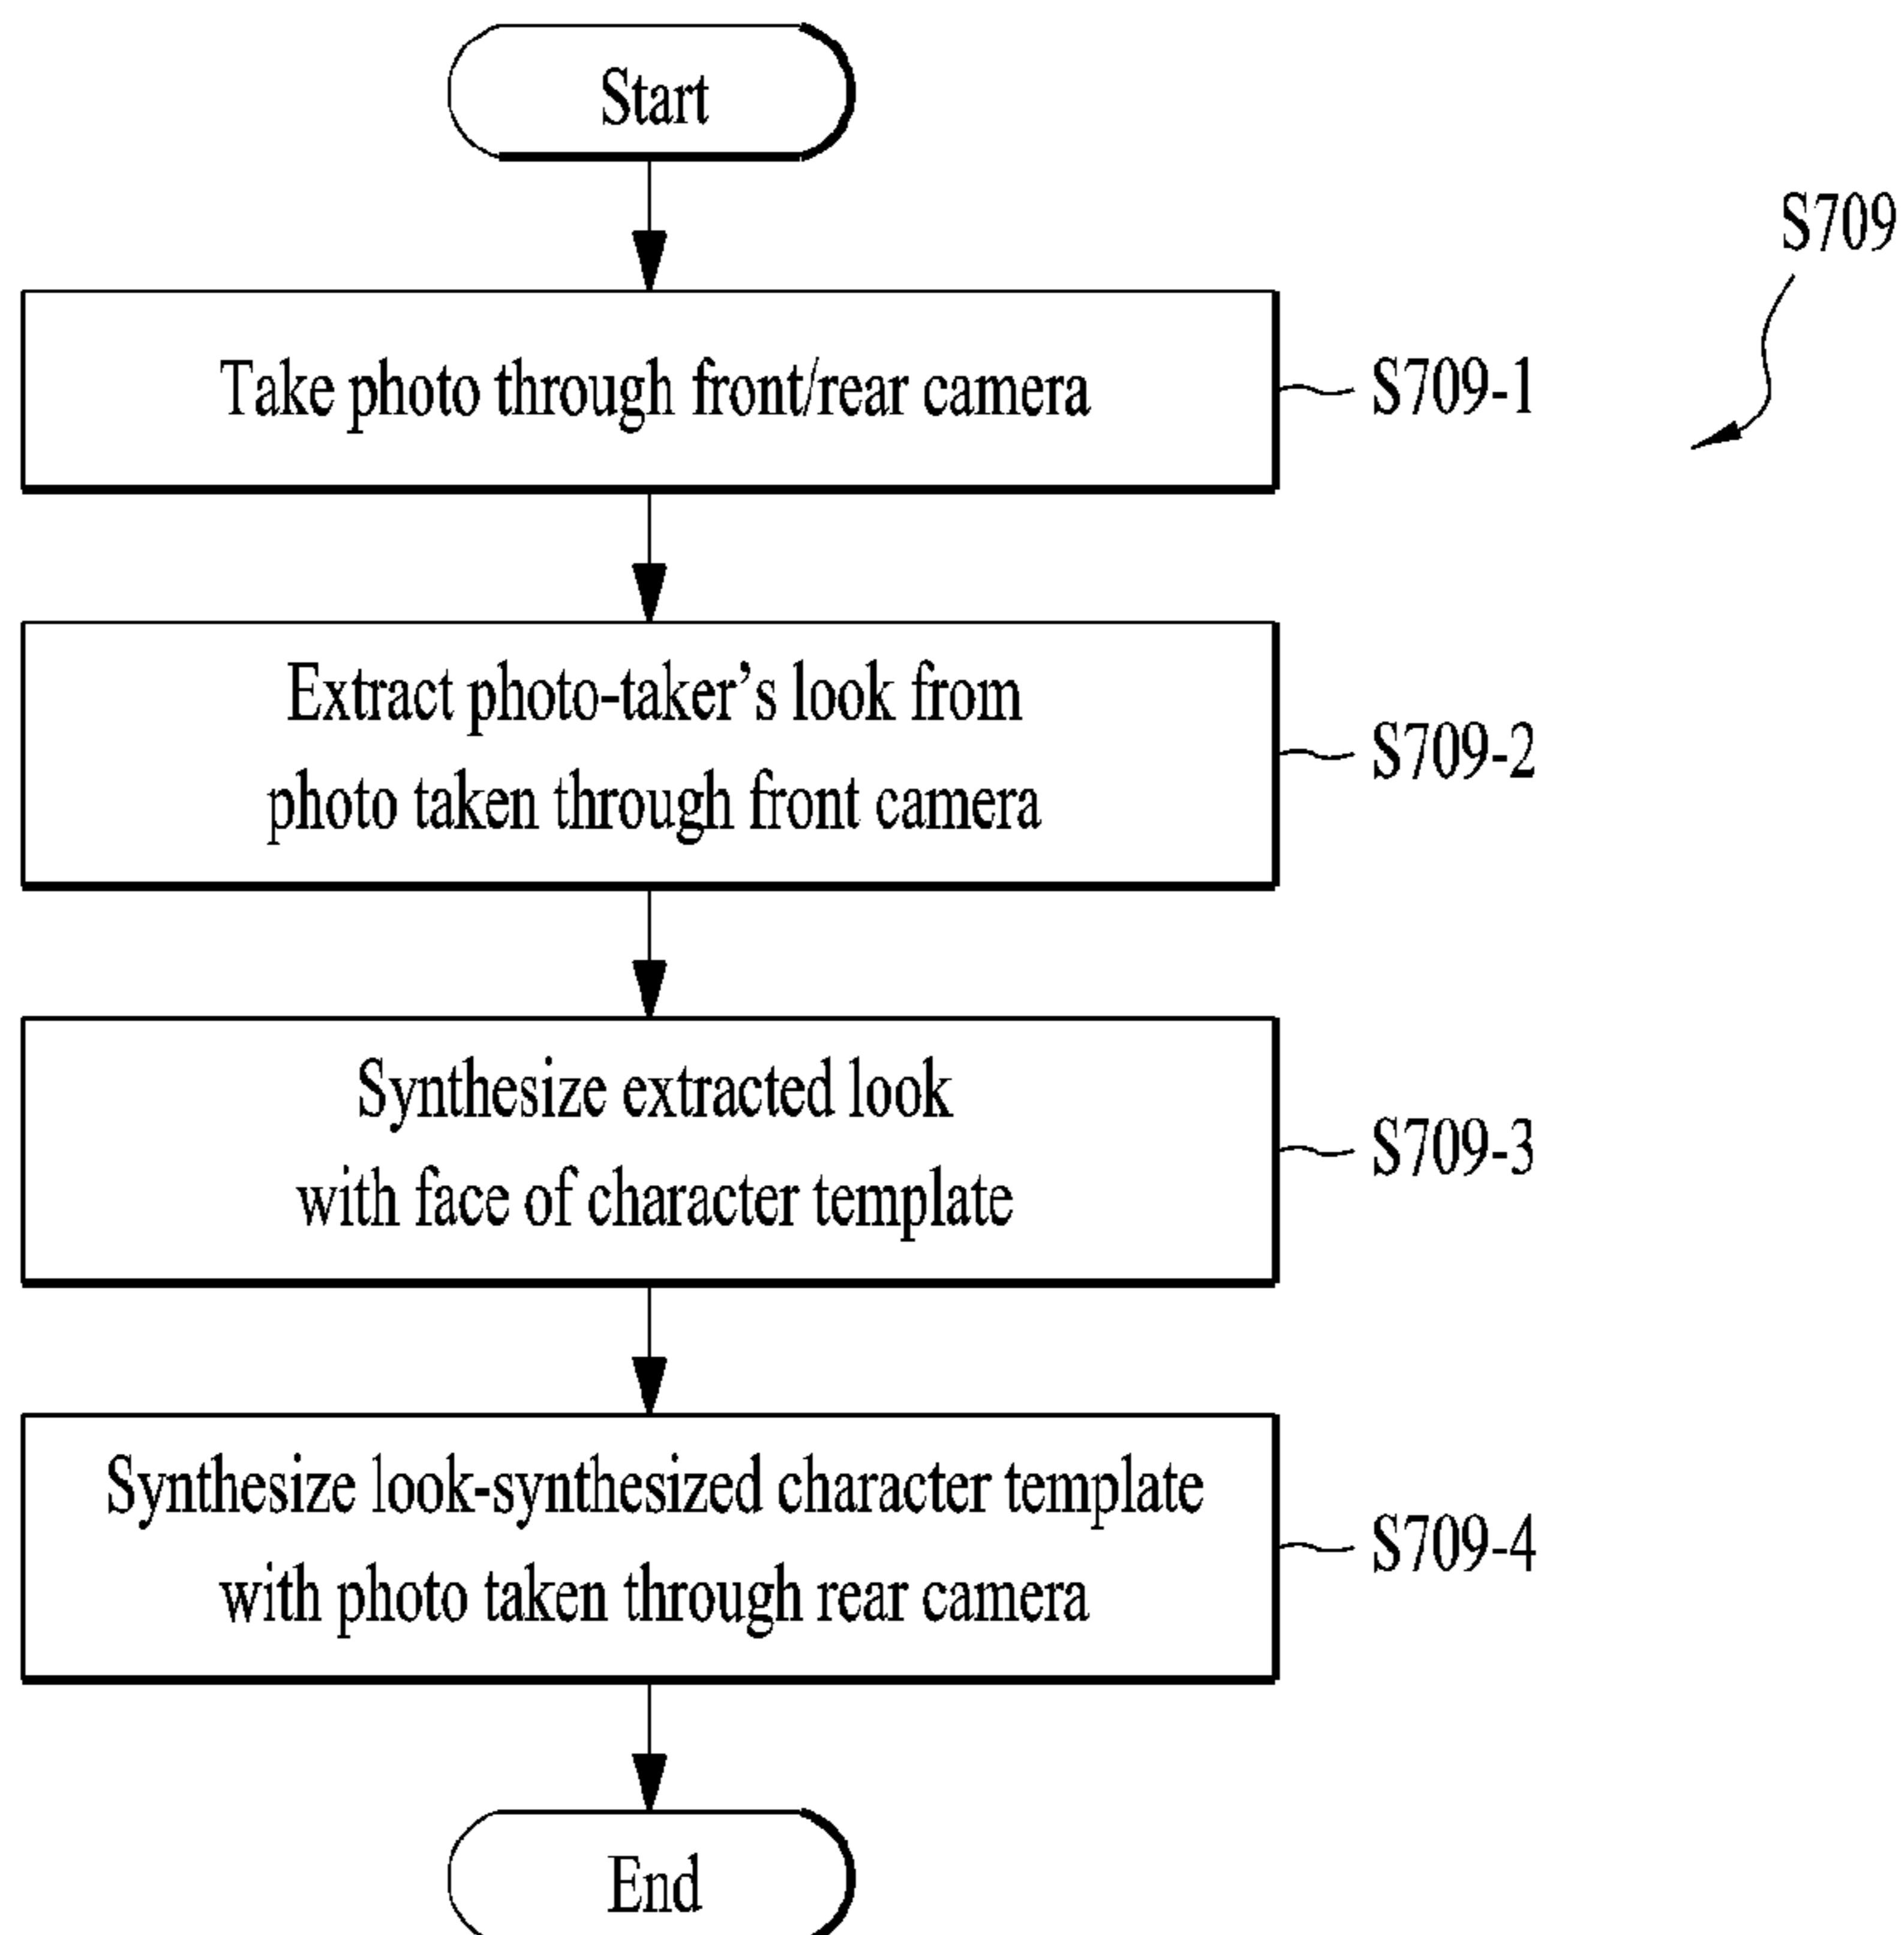 Start
S709
Take photo through front/rear camera
S709-1
Extract photo-taker’s look from
photo taken through front camera
S709-2
Synthesize extracted look
with face of character template
S709-3
Synthesize look-synthesized character template
with photo taken through rear camera
S709-4
End